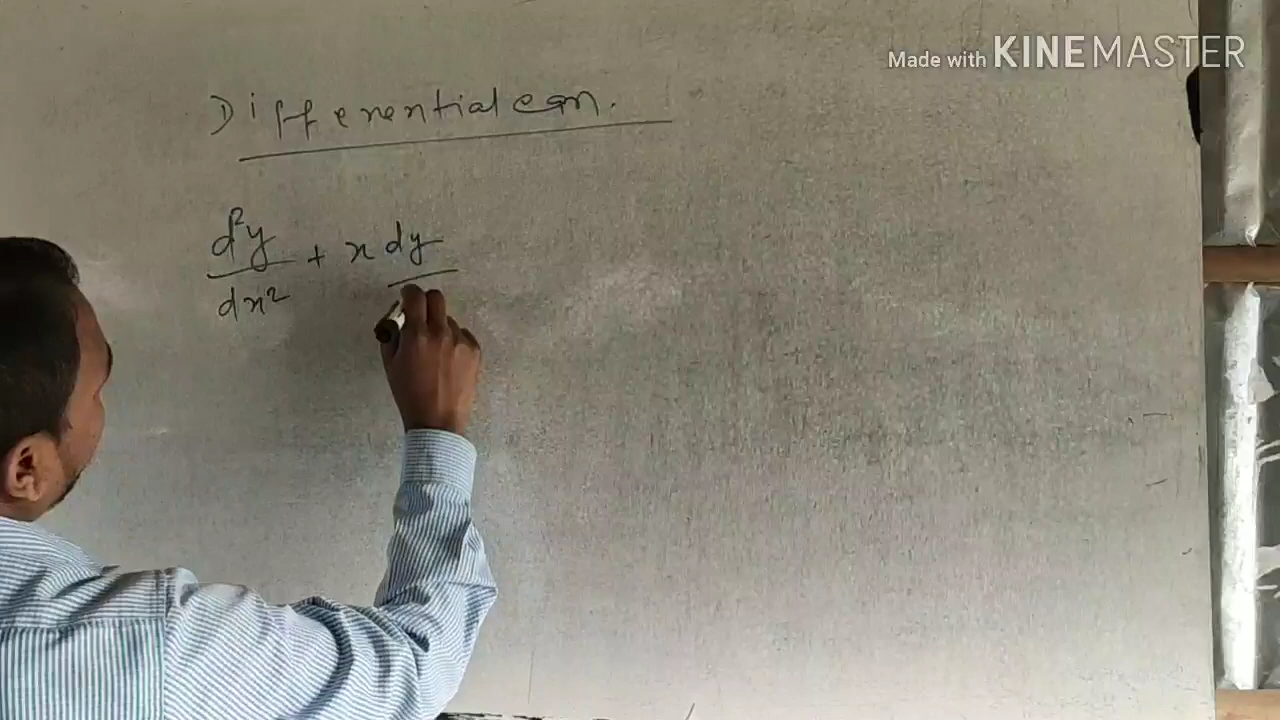 Made with KINEMASTER
Differential eqn.
d²y + x dy
dx²